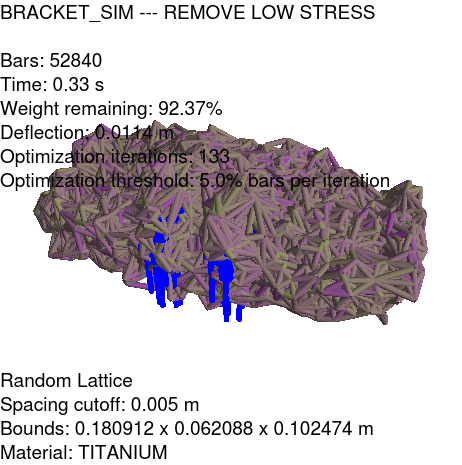 BRACKET_SIM --- REMOVE LOW STRESS
Bars: 52840
Time: 0.33 s
Weight remaining: 92.37%
Deflection: 0.0114 m
Optimization iterations: 133
Optimization threshold: 5.0% bars per iteration
Random Lattice
Spacing cutoff: 0.005 m
Bounds: 0.180912 x 0.062088 x 0.102474 m
Material: TITANIUM